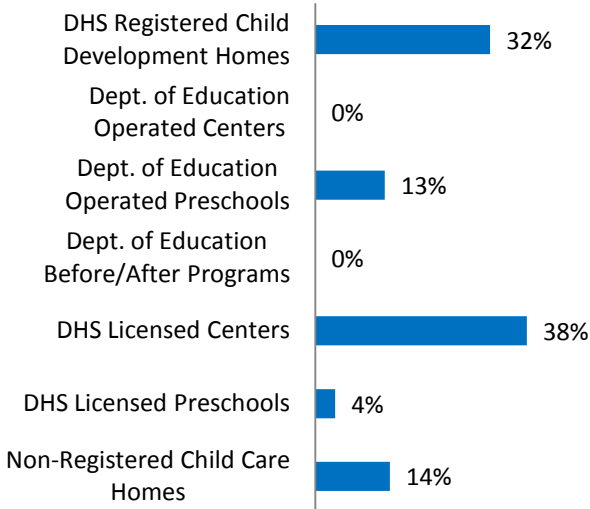 DHS Registered Child
Development Homes
32%
Dept. of Education
Operated Centers
0%
Dept. of Education
Operated Preschools
13%
Dept. of Education
Before/After Programs
0%
DHS Licensed Centers
38%
DHS Licensed Preschools
4%
Non-Registered Child Care
Homes
14%